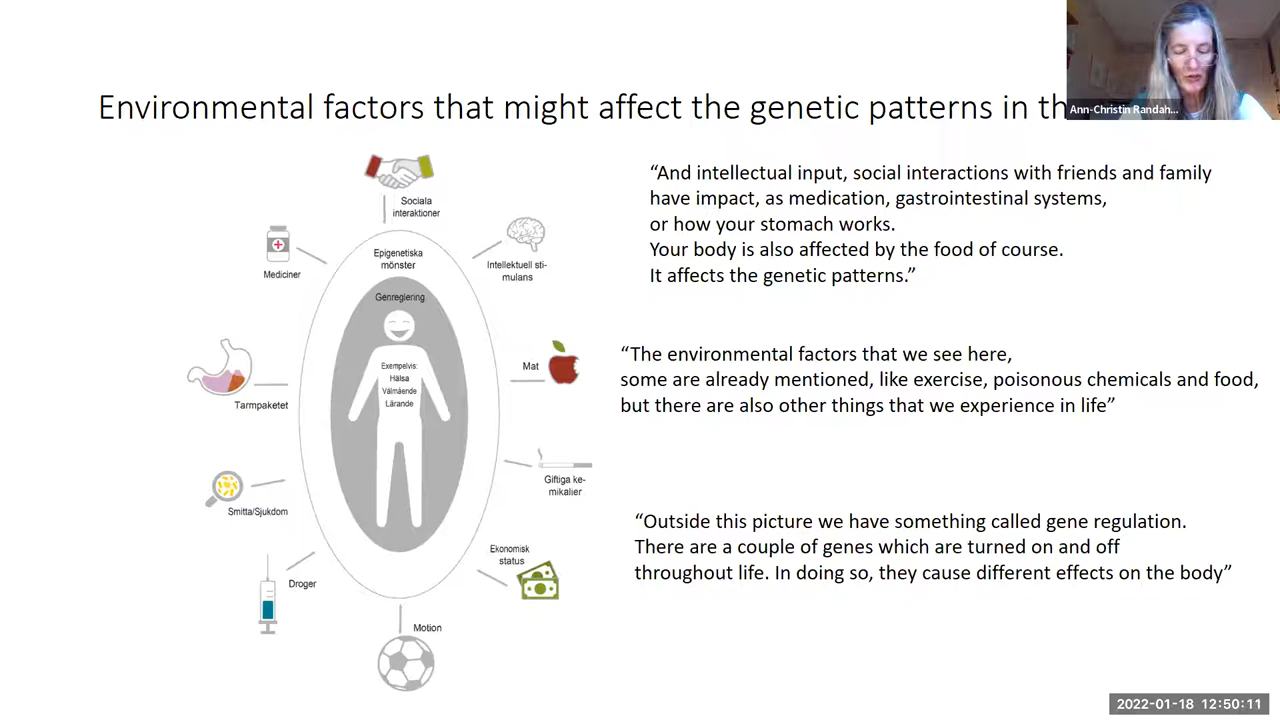 Environmental factors that might affect the genetic patterns in th
Ann-Christin Randah...
Sociala
interaktioner
Epigenetiska
mönster
Mediciner
Intellektuell sti-
mulans
Genreglering
Exempelvis:
Hälsa
Välmående
Lärande
Mat
Tarmpaketet
Giftiga ke-
mikalier
Smitta/Sjukdom
Ekonomisk
status
Droger
Motion
“And intellectual input, social interactions with friends and family
have impact, as medication, gastrointestinal systems,
or how your stomach works.
Your body is also affected by the food of course.
It affects the genetic patterns.”
“The environmental factors that we see here,
some are already mentioned, like exercise, poisonous chemicals and food,
but there are also other things that we experience in life”
“Outside this picture we have something called gene regulation.
There are a couple of genes which are turned on and off
throughout life. In doing so, they cause different effects on the body”
2022-01-18 12:50:11